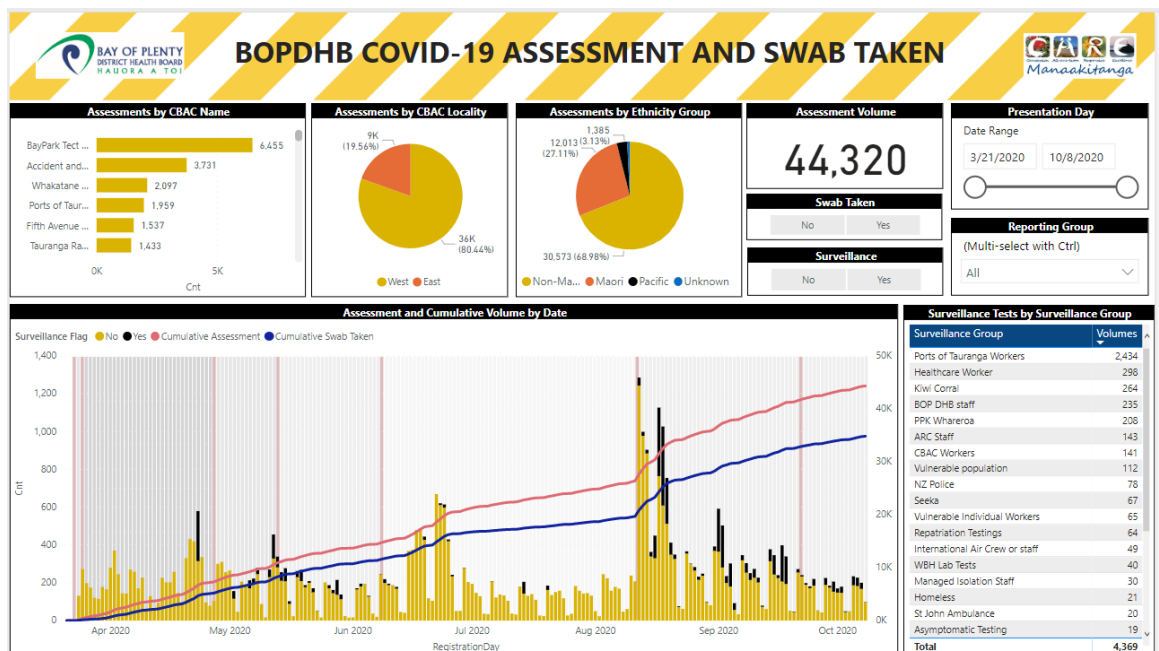 BAY OF PLENTY
DISTRICT HEALTH BOARD
HAUORA A TOI
BOPDHB COVID-19 ASSESSMENT AND SWAB TAKEN
CARC
Manaakitanga
Assessments by CBAC Name
BayPark Tect ...
6,455
Accident and...
3,731
Whakatane ...
2,097
Ports of Taur...
1,959
Fifth Avenue ...
1,537
Tauranga Ra...
1,433
0K
5K
Cnt
Assessments by CBAC Locality
9K
(19.56%)
36K
(80.44%)
West
East
Assessments by Ethnicity Group
1,385
(3.13%)
12,013
(27.11%)
30,573 (68.98%)
Non-Ma...
Maori
Pacific
Unknown
Assessment Volume
44,320
Swab Taken
No
Yes
Surveillance
No
Yes
Presentation Day
Date Range
3/21/2020
10/8/2020
Reporting Group
(Multi-select with Ctrl)
All
Assessment and Cumulative Volume by Date
Surveillance Flag
No
Yes
Cumulative Assessment
Cumulative Swab Taken
1,400
1,200
1,000
800
600
400
200
0
Cnt
50K
40K
30K
20K
10K
0K
Apr 2020
May 2020
Jun 2020
Jul 2020
Aug 2020
Sep 2020
Oct 2020
RegistrationDay
Surveillance Tests by Surveillance Group
Surveillance Group Volumes
Ports of Tauranga Workers 2,434
Healthcare Worker 298
Kiwi Corral 264
BOP DHB staff 235
PPK Whareroa 208
ARC Staff 143
CBAC Workers 141
Vulnerable population 112
NZ Police 78
Seeka 67
Vulnerable Individual Workers 65
Repatriation Testings 64
International Air Crew or staff 49
WBH Lab Tests 40
Managed Isolation Staff 30
Homeless 21
St John Ambulance 20
Asymptomatic Testing 19
Total 4,369